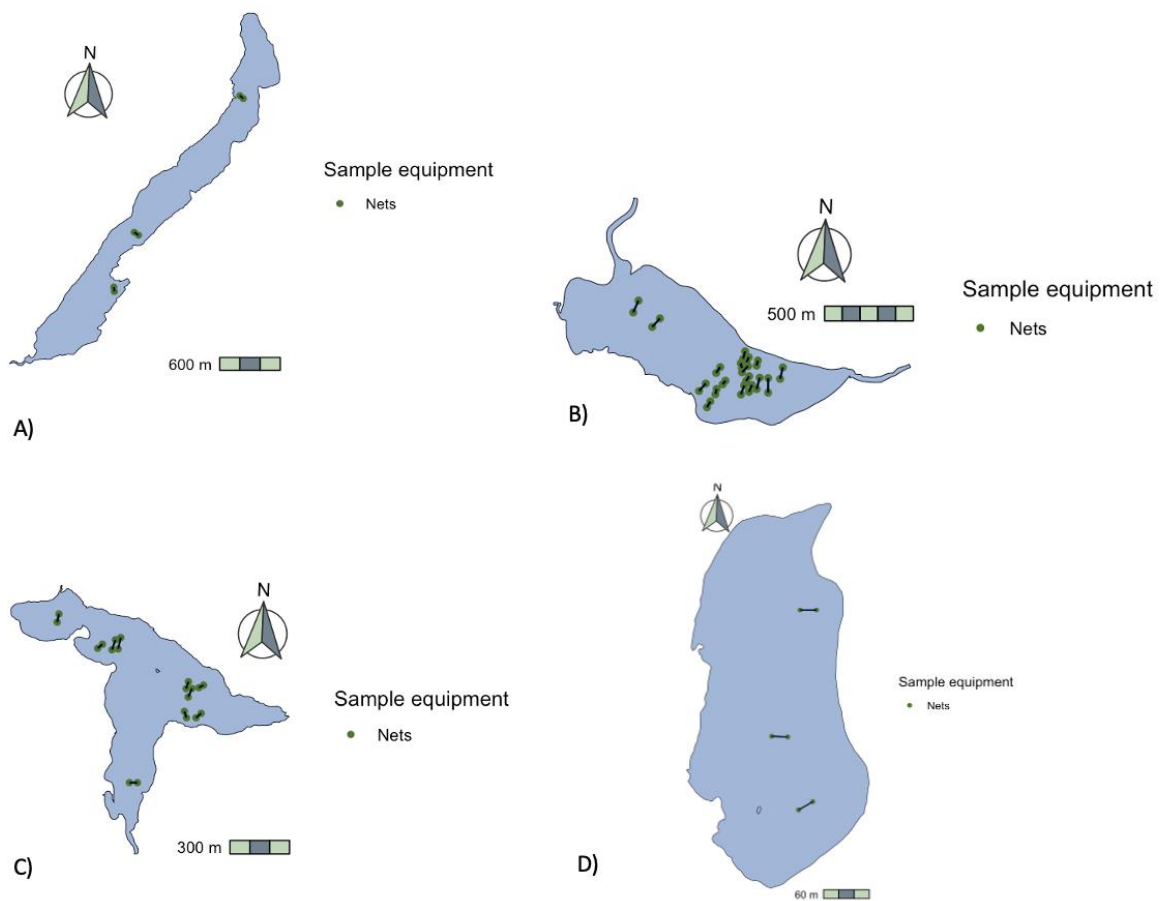 N
Sample equipment
Nets
600 m
A)
N
500 m
Sample equipment
Nets
B)
N
Sample equipment
Nets
300 m
C)
N
Sample equipment
Nets
60 m
D)